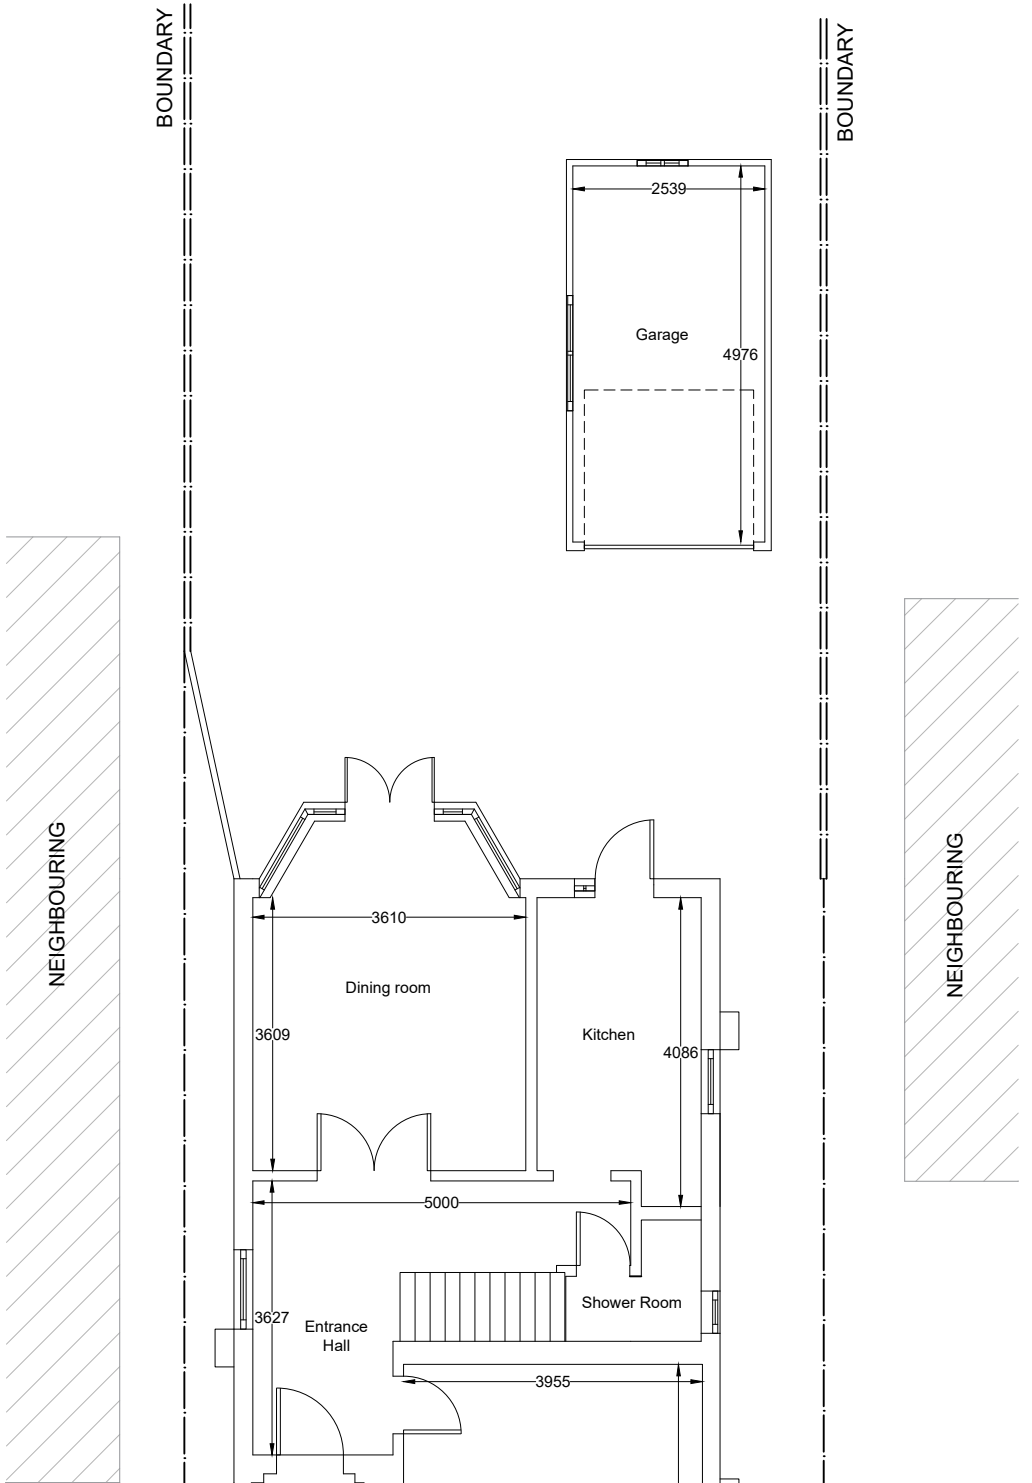 BOUNDARY
BOUNDARY
2539
Garage
4976
NEIGHBOURING
NEIGHBOURING
3610
Dining room
3609
Kitchen
4086
5000
Shower Room
3627
Entrance
Hall
3955